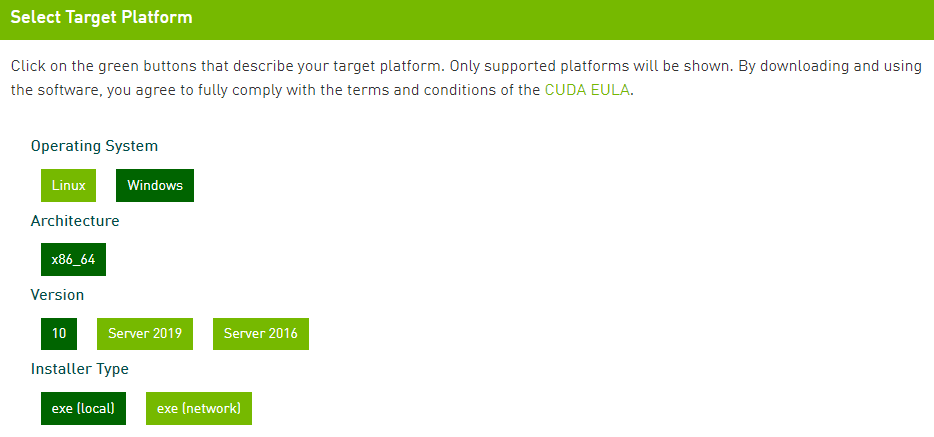 Select Target Platform
Click on the green buttons that describe your target platform. Only supported platforms will be shown. By downloading and using
the software, you agree to fully comply with the terms and conditions of the CUDA EULA.
Operating System
Linux Windows
Architecture
x86_64
Version
10 Server 2019 Server 2016
Installer Type
exe (local) exe (network)